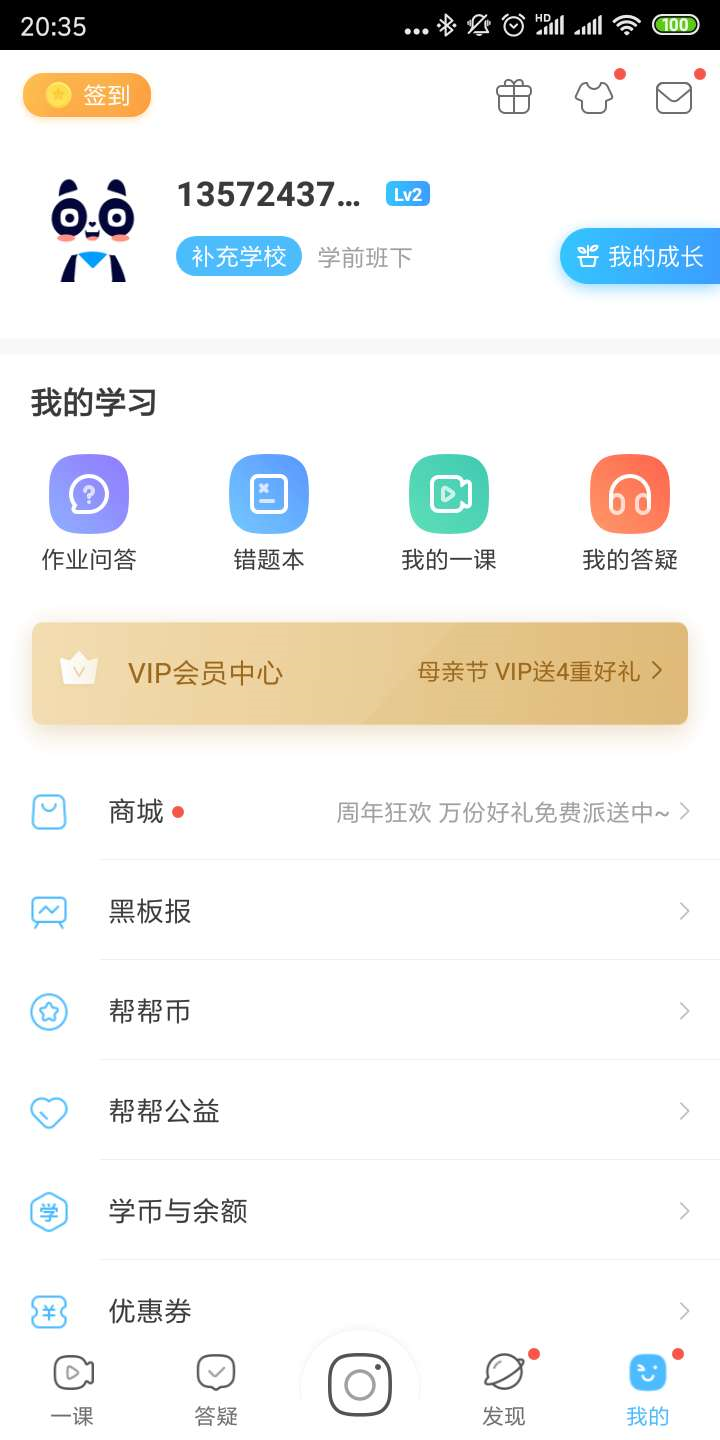 20:35
HD
100
签到
13572437...
Lv2
补充学校
学前班下
我的成长
我的学习
作业问答
错题本
我的一课
我的答疑
VIP会员中心
母亲节 VIP送4重好礼
商城
周年狂欢 万份好礼免费派送中~
黑板报
帮帮币
帮帮公益
学
学币与余额
¥
优惠券
一课
答疑
发现
我的